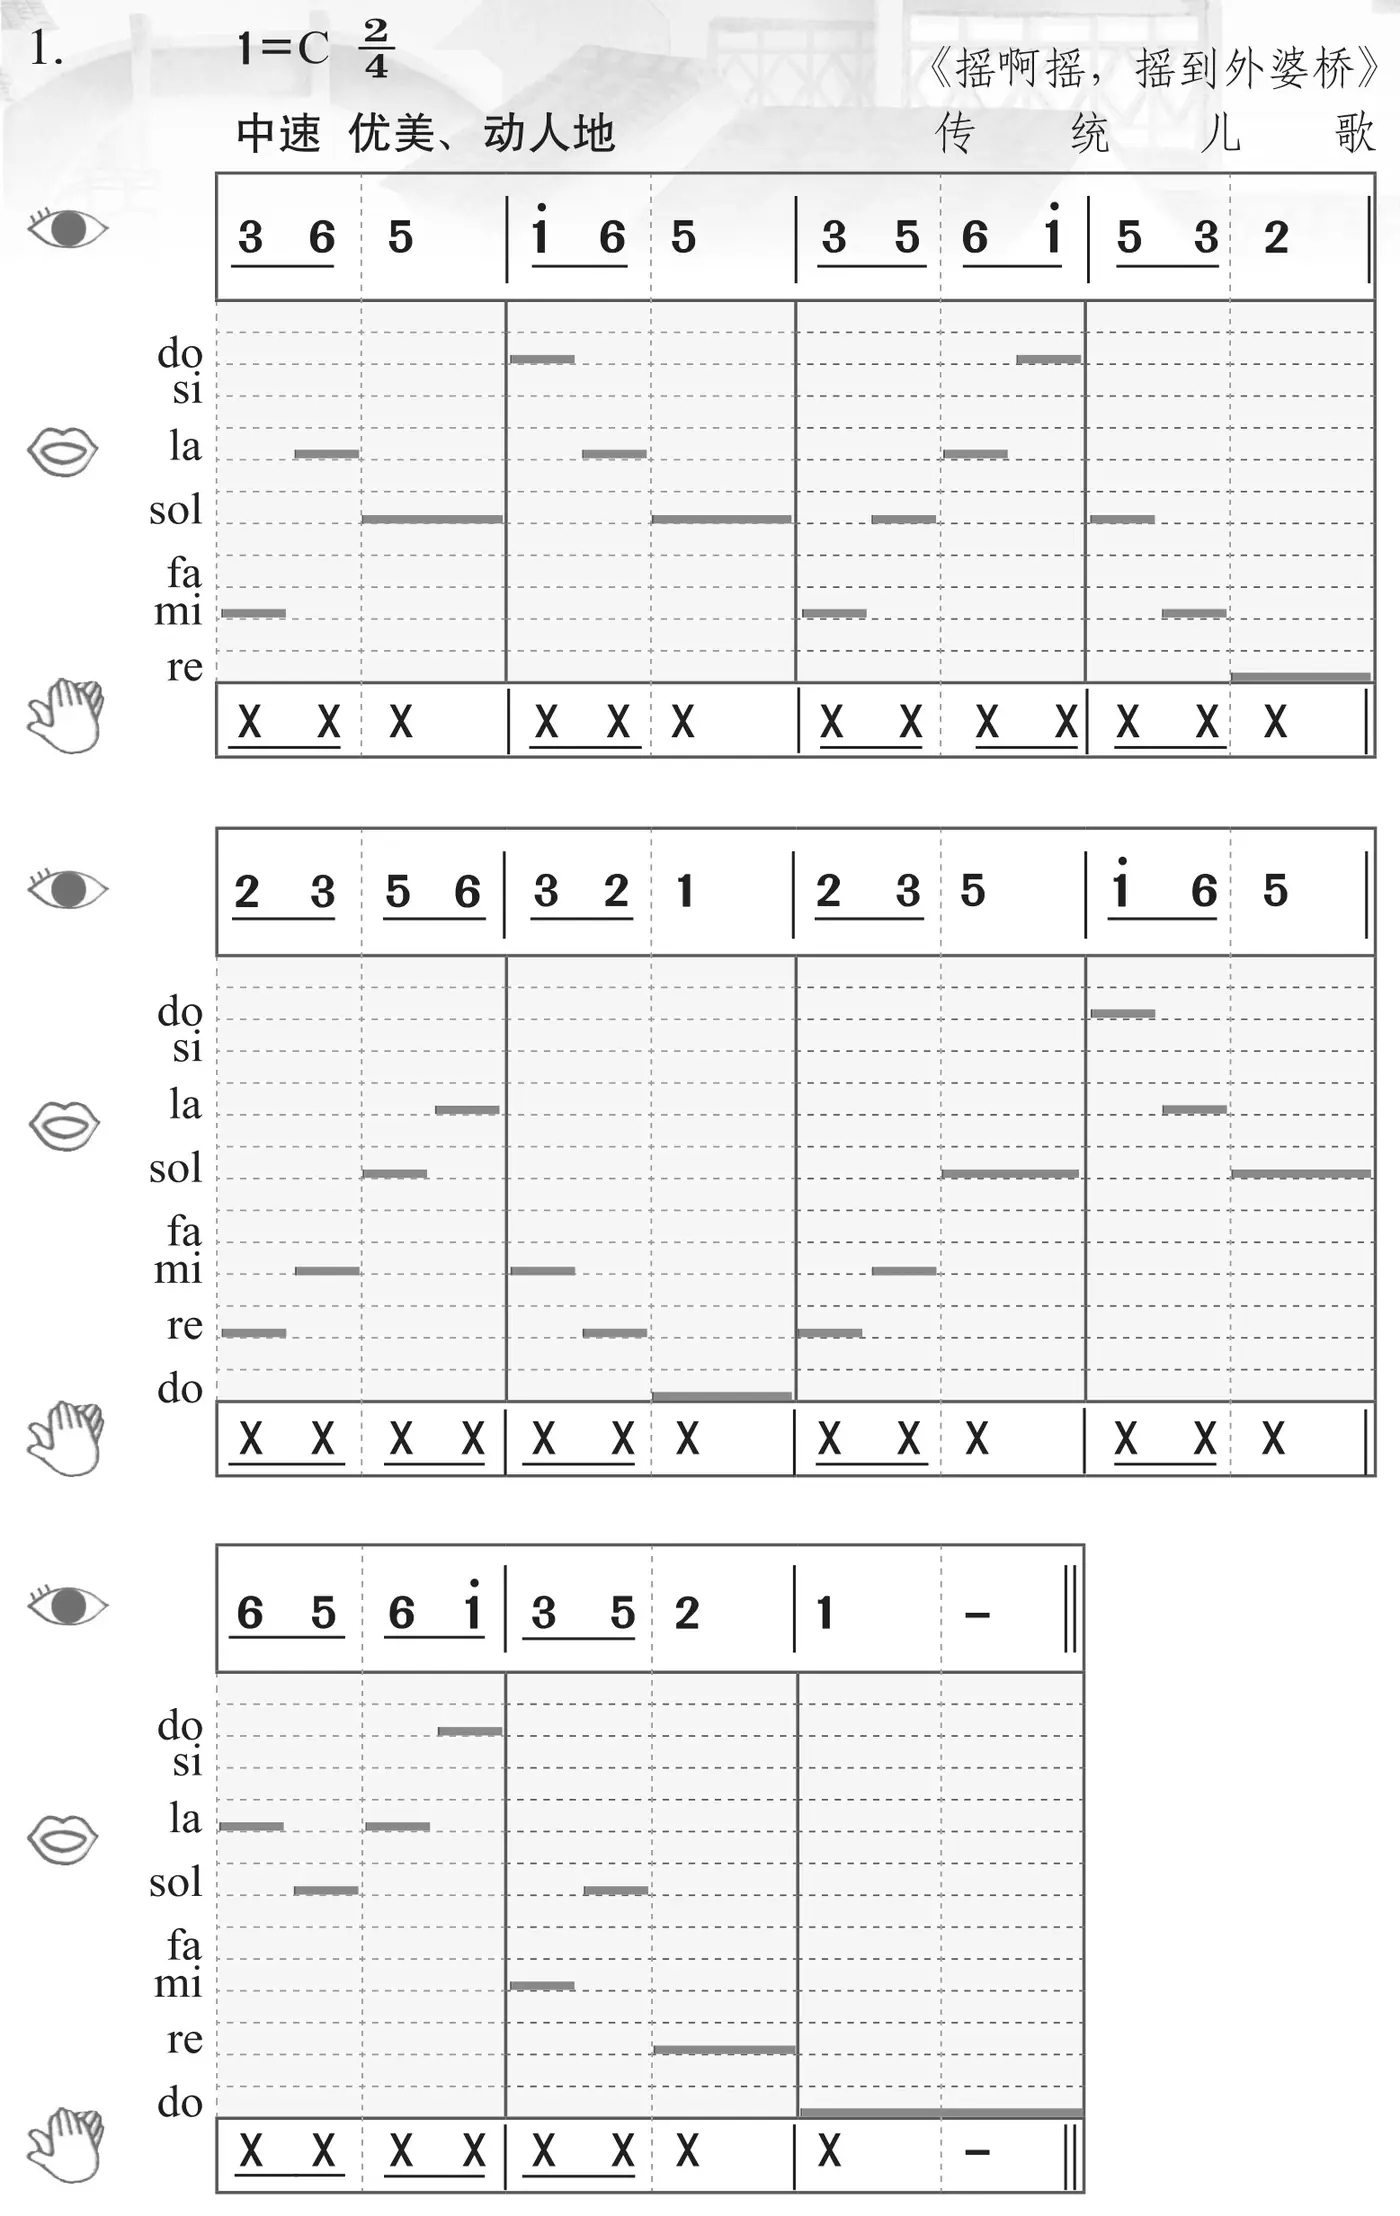 1. 1=C 2/4
《摇啊摇，摇到外婆桥》
中速 优美、动人地
传统儿歌
3 6 5 | i 6 5 | 3 5 6 i | 5 3 2 |
do
si
la
sol
fa
mi
re
X X X | X X X | X X X X | X X X |
2 3 5 6 | 3 2 1 | 2 3 5 | i 6 5 |
do
si
la
sol
fa
mi
re
do
X X X X | X X X | X X X | X X X |
6 5 6 i | 3 5 2 | 1 – ||
do
si
la
sol
fa
mi
re
do
X X X X | X X X | X – ||